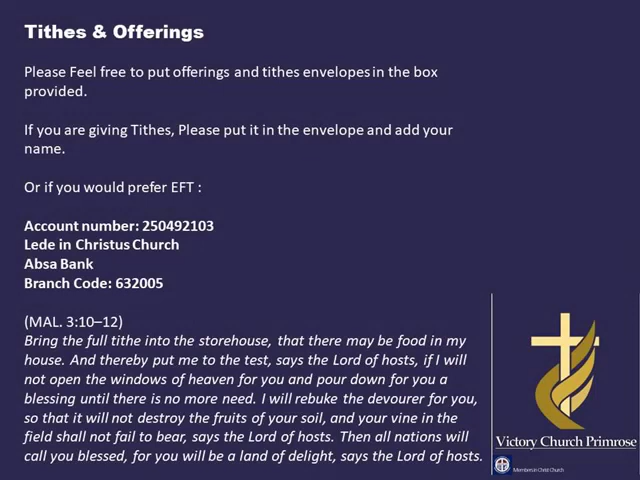 Tithes & Offerings
Please Feel free to put offerings and tithes envelopes in the box
provided.
If you are giving Tithes, Please put it in the envelope and add your
name.
Or if you would prefer EFT :
Account number: 250492103
Lede in Christus Church
Absa Bank
Branch Code: 632005
(MAL. 3:10–12)
Bring the full tithe into the storehouse, that there may be food in my
house. And thereby put me to the test, says the Lord of hosts, if I will
not open the windows of heaven for you and pour down for you a
blessing until there is no more need. I will rebuke the devourer for you,
so that it will not destroy the fruits of your soil, and your vine in the
field shall not fail to bear, says the Lord of hosts. Then all nations will
call you blessed, for you will be a land of delight, says the Lord of hosts.
Victory Church Primrose
Members in Christ Church